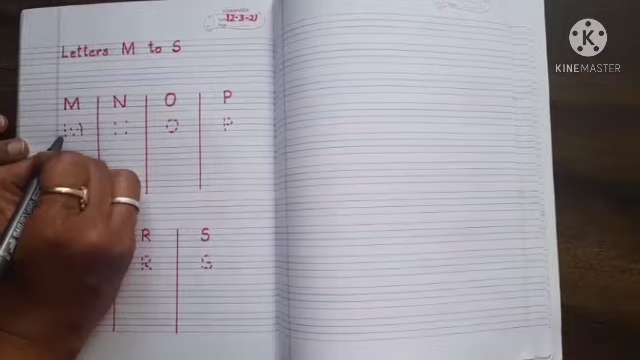 12-3-21
Letters M to S
M N O P
M N O P
R S
R S
KINEMASTER